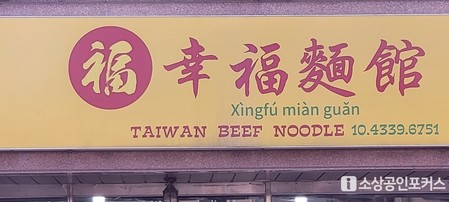 福 幸福麵館
Xìngfú miàn guǎn
TAIWAN BEEF NOODLE 10.4339.6751
소상공인포커스